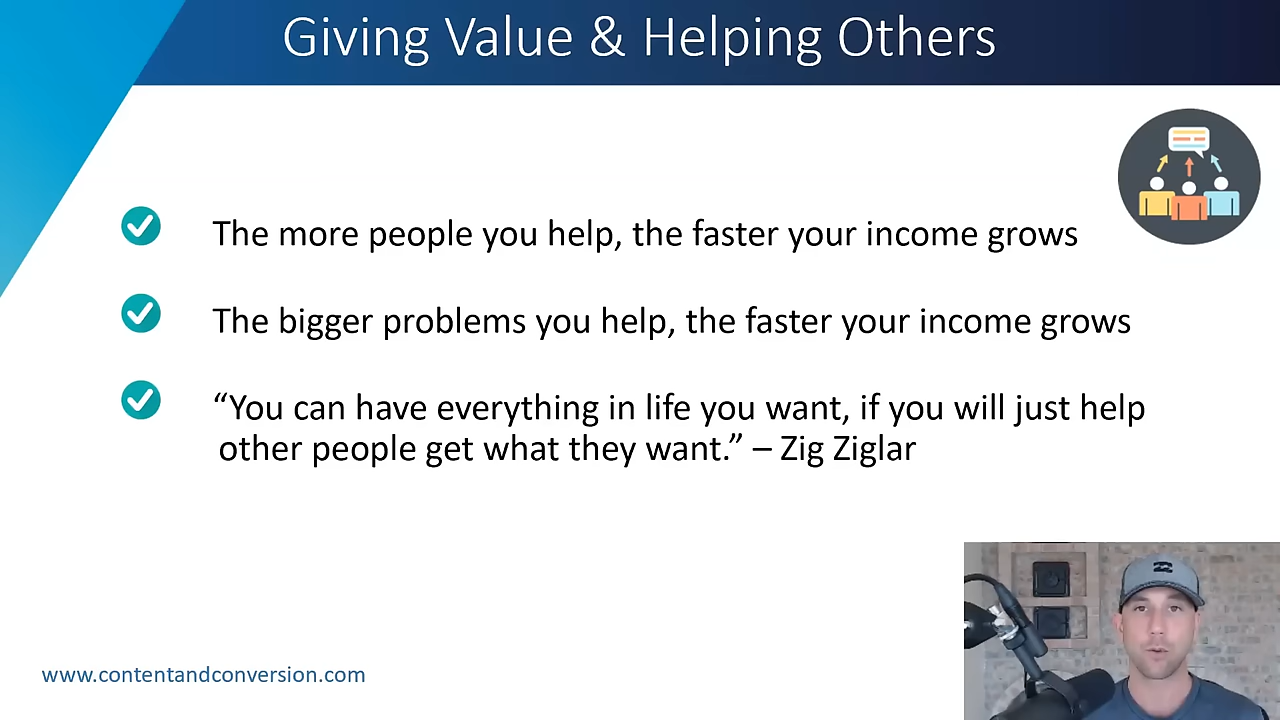 Giving Value & Helping Others
The more people you help, the faster your income grows
The bigger problems you help, the faster your income grows
“You can have everything in life you want, if you will just help
other people get what they want.” – Zig Ziglar
www.contentandconversion.com